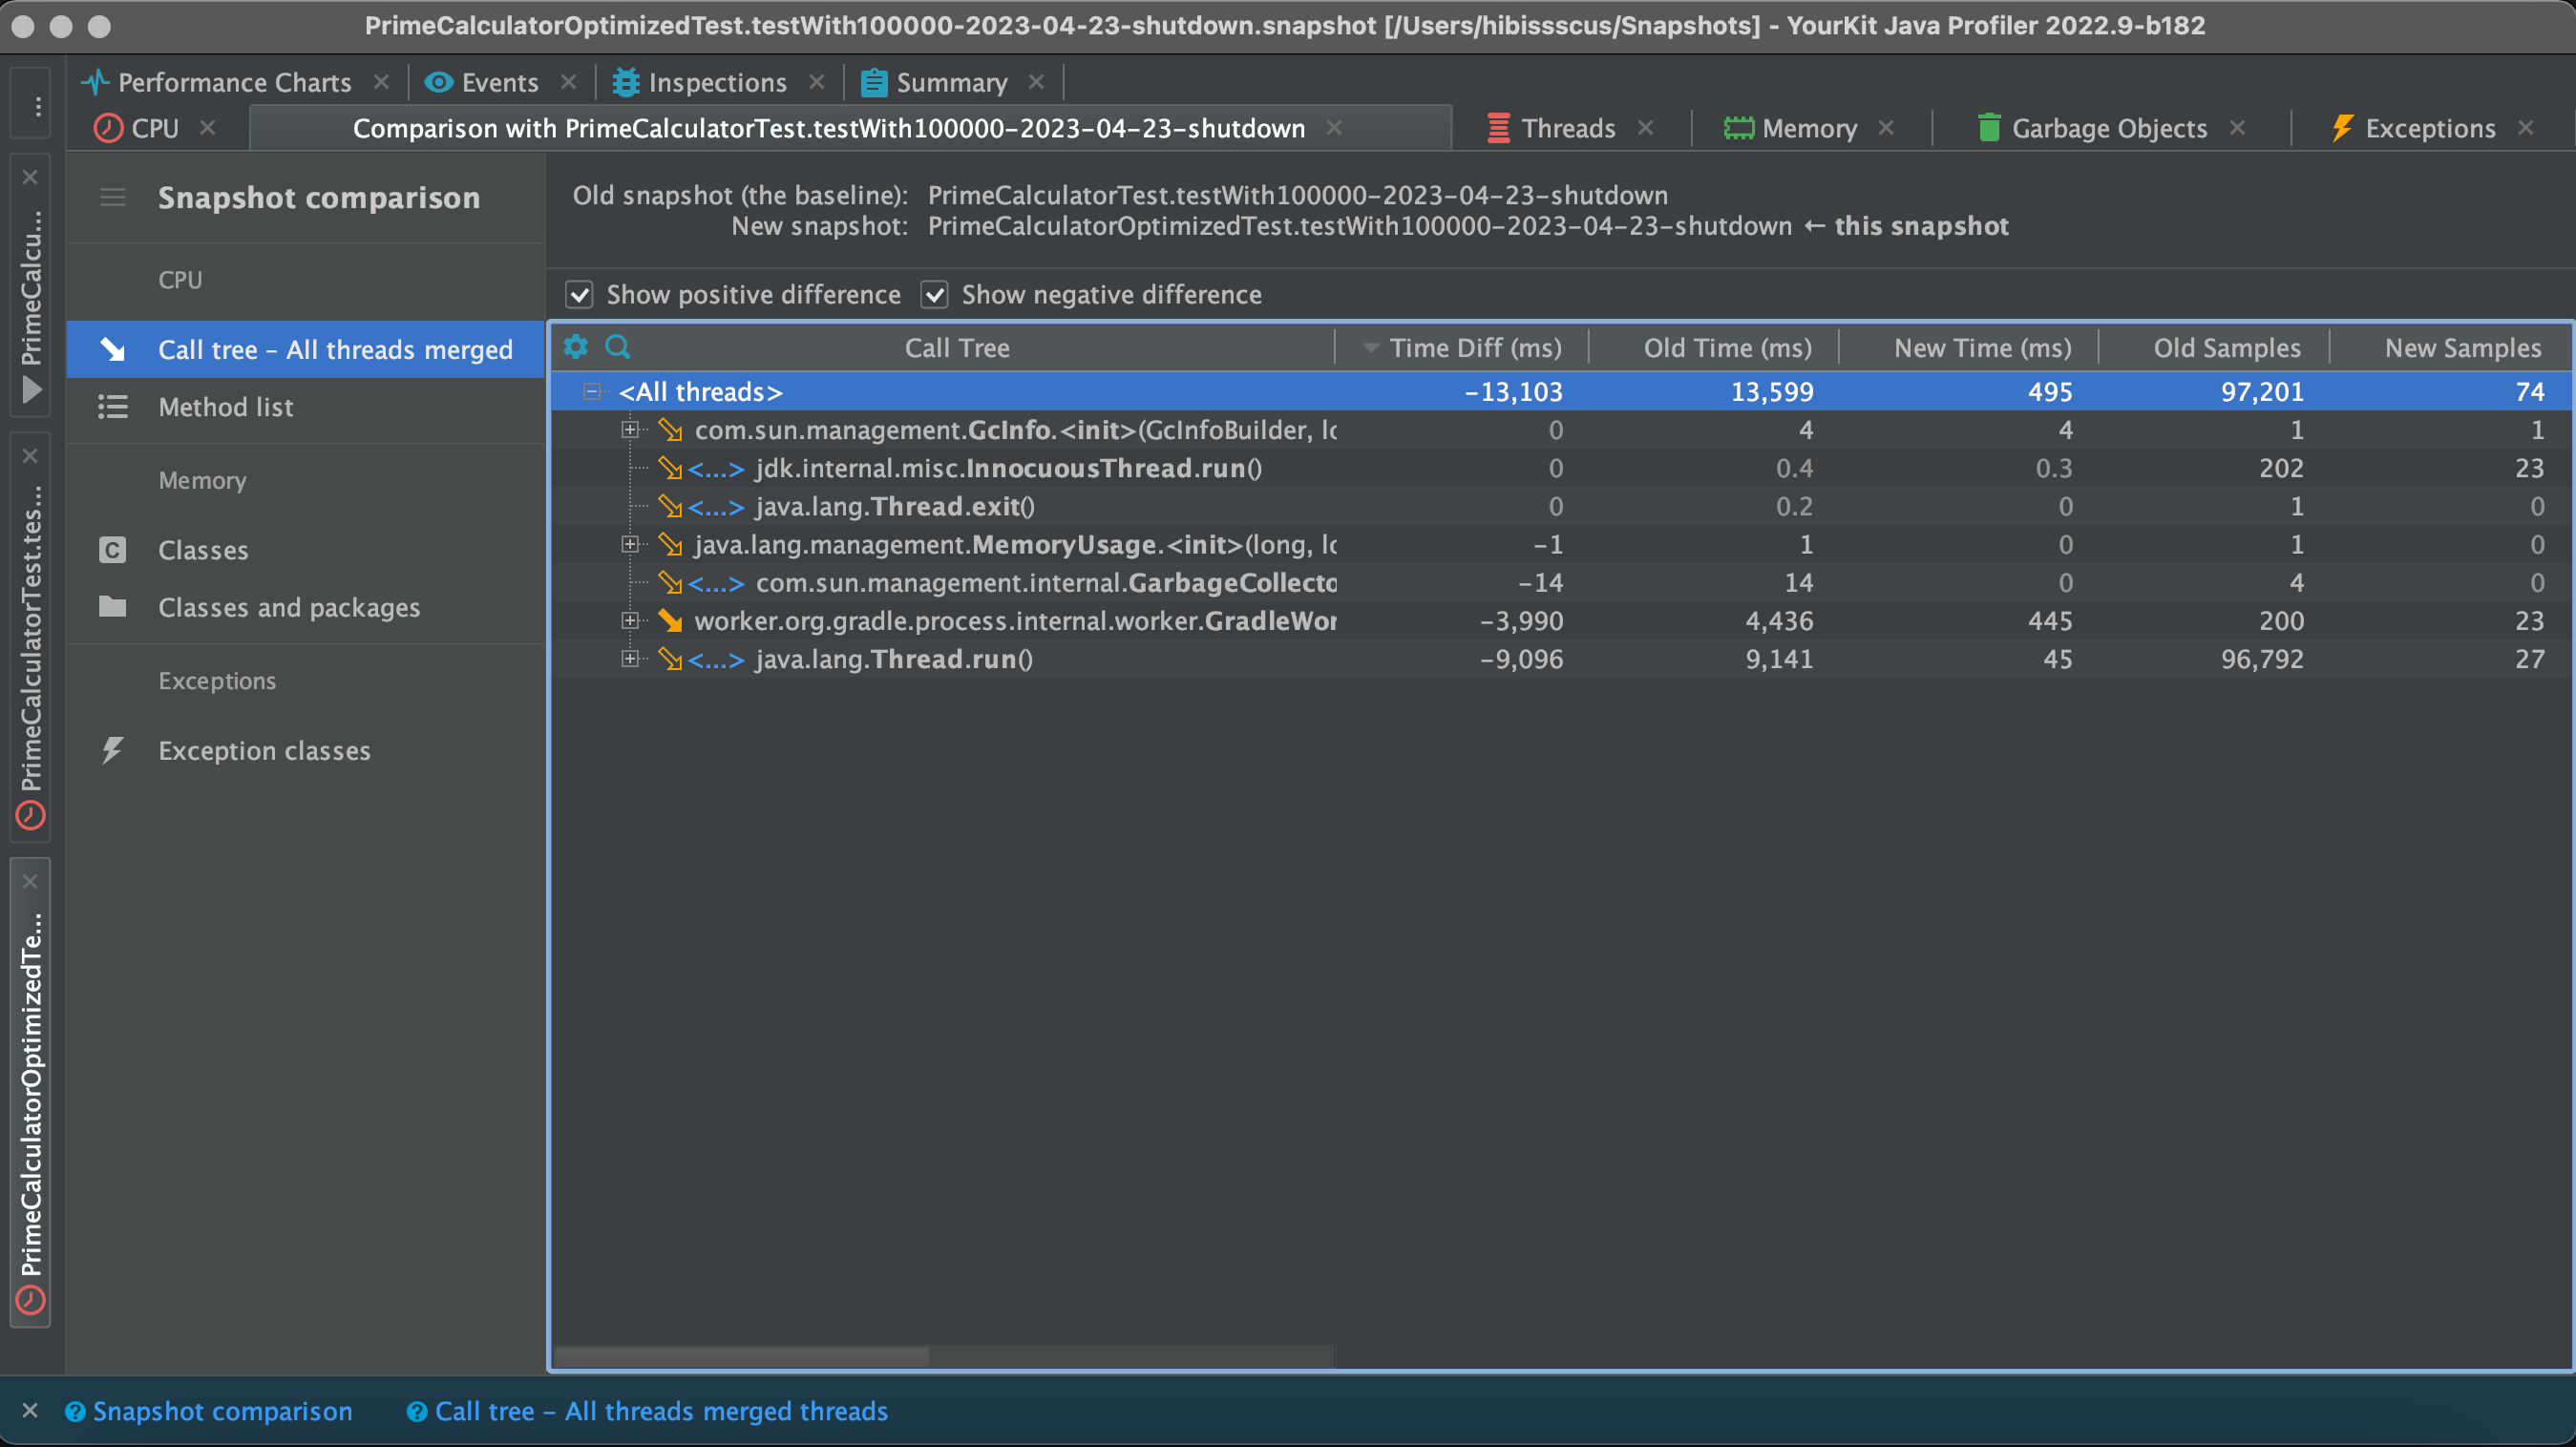 PrimeCalculatorOptimizedTest.testWith100000-2023-04-23-shutdown.snapshot [/Users/hibissscus/Snapshots] - YourKit Java Profiler 2022.9-b182
Performance Charts Events Inspections Summary
CPU Comparison with PrimeCalculatorTest.testWith100000-2023-04-23-shutdown Threads Memory Garbage Objects Exceptions
PrimeCalcu...
PrimeCalculatorTest.tes...
PrimeCalculatorOptimizedTe...
Snapshot comparison
CPU
Call tree – All threads merged
Method list
Memory
Classes
Classes and packages
Exceptions
Exception classes
Old snapshot (the baseline): PrimeCalculatorTest.testWith100000-2023-04-23-shutdown
New snapshot: PrimeCalculatorOptimizedTest.testWith100000-2023-04-23-shutdown ← this snapshot
Show positive difference Show negative difference
Call Tree Time Diff (ms) Old Time (ms) New Time (ms) Old Samples New Samples
<All threads> -13,103 13,599 495 97,201 74
com.sun.management.GcInfo.<init>(GcInfoBuilder, lo 0 4 4 1 1
<...> jdk.internal.misc.InnocuousThread.run() 0 0.4 0.3 202 23
<...> java.lang.Thread.exit() 0 0.2 0 1 0
java.lang.management.MemoryUsage.<init>(long, lo -1 1 0 1 0
<...> com.sun.management.internal.GarbageCollecto -14 14 0 4 0
worker.org.gradle.process.internal.worker.GradleWor -3,990 4,436 445 200 23
<...> java.lang.Thread.run() -9,096 9,141 45 96,792 27
Snapshot comparison Call tree – All threads merged threads